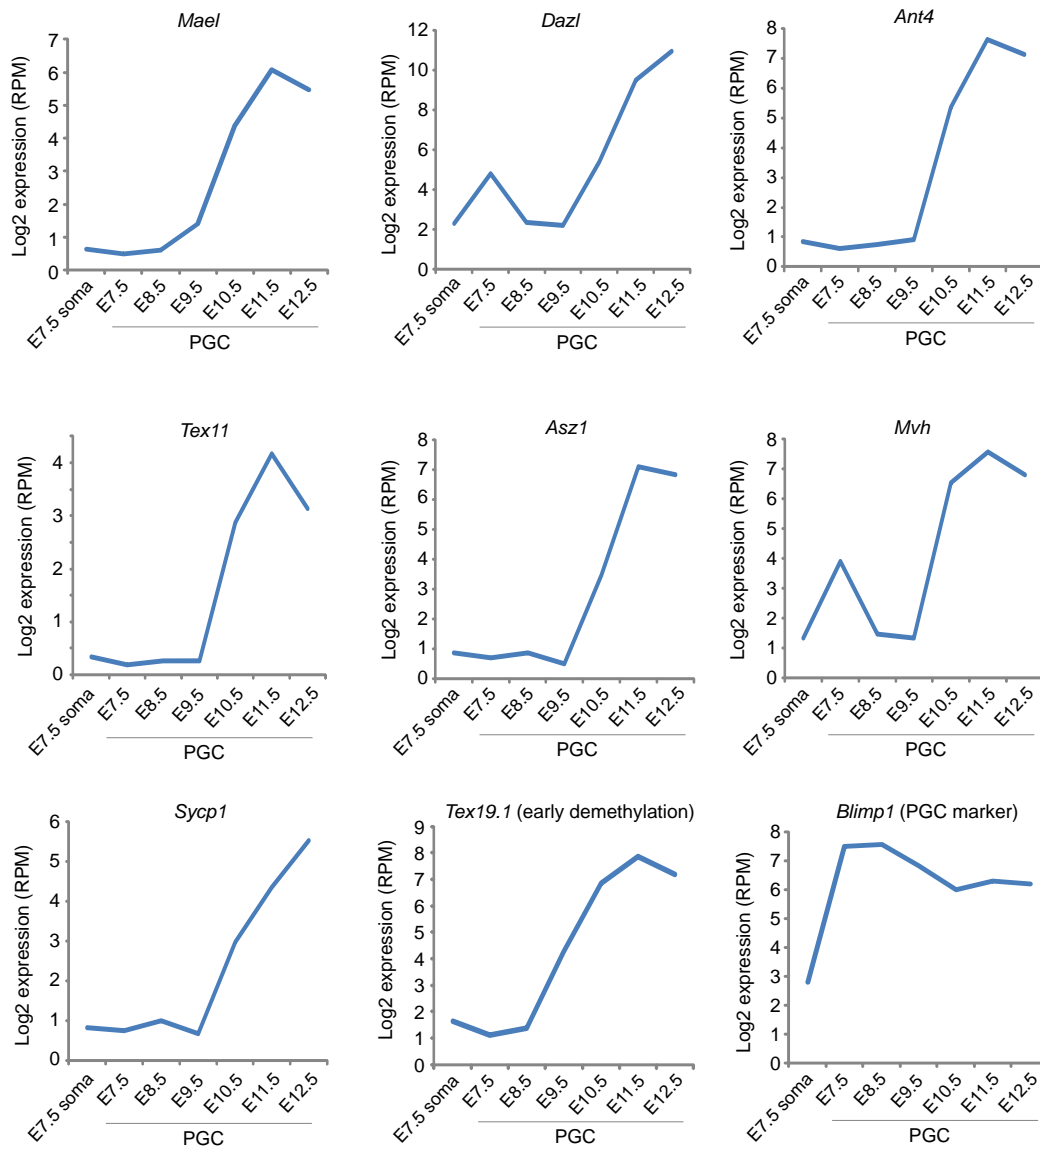 Mael
Log2 expression (RPM)
7
6
5
4
3
2
1
0
E7.5 soma
E7.5
E8.5
E9.5
E10.5
E11.5
E12.5
PGC
Dazl
Log2 expression (RPM)
12
10
8
6
4
2
0
E7.5 soma
E7.5
E8.5
E9.5
E10.5
E11.5
E12.5
PGC
Ant4
Log2 expression (RPM)
8
7
6
5
4
3
2
1
0
E7.5 soma
E7.5
E8.5
E9.5
E10.5
E11.5
E12.5
PGC
Tex11
Log2 expression (RPM)
4
3
2
1
0
E7.5 soma
E7.5
E8.5
E9.5
E10.5
E11.5
E12.5
PGC
Asz1
Log2 expression (RPM)
8
7
6
5
4
3
2
1
0
E7.5 soma
E7.5
E8.5
E9.5
E10.5
E11.5
E12.5
PGC
Mvh
Log2 expression (RPM)
8
7
6
5
4
3
2
1
0
E7.5 soma
E7.5
E8.5
E9.5
E10.5
E11.5
E12.5
PGC
Sycp1
Log2 expression (RPM)
6
5
4
3
2
1
0
E7.5 soma
E7.5
E8.5
E9.5
E10.5
E11.5
E12.5
PGC
Tex19.1 (early demethylation)
Log2 expression (RPM)
9
8
7
6
5
4
3
2
1
0
E7.5 soma
E7.5
E8.5
E9.5
E10.5
E11.5
E12.5
PGC
Blimp1 (PGC marker)
Log2 expression (RPM)
8
7
6
5
4
3
2
1
0
E7.5 soma
E7.5
E8.5
E9.5
E10.5
E11.5
E12.5
PGC